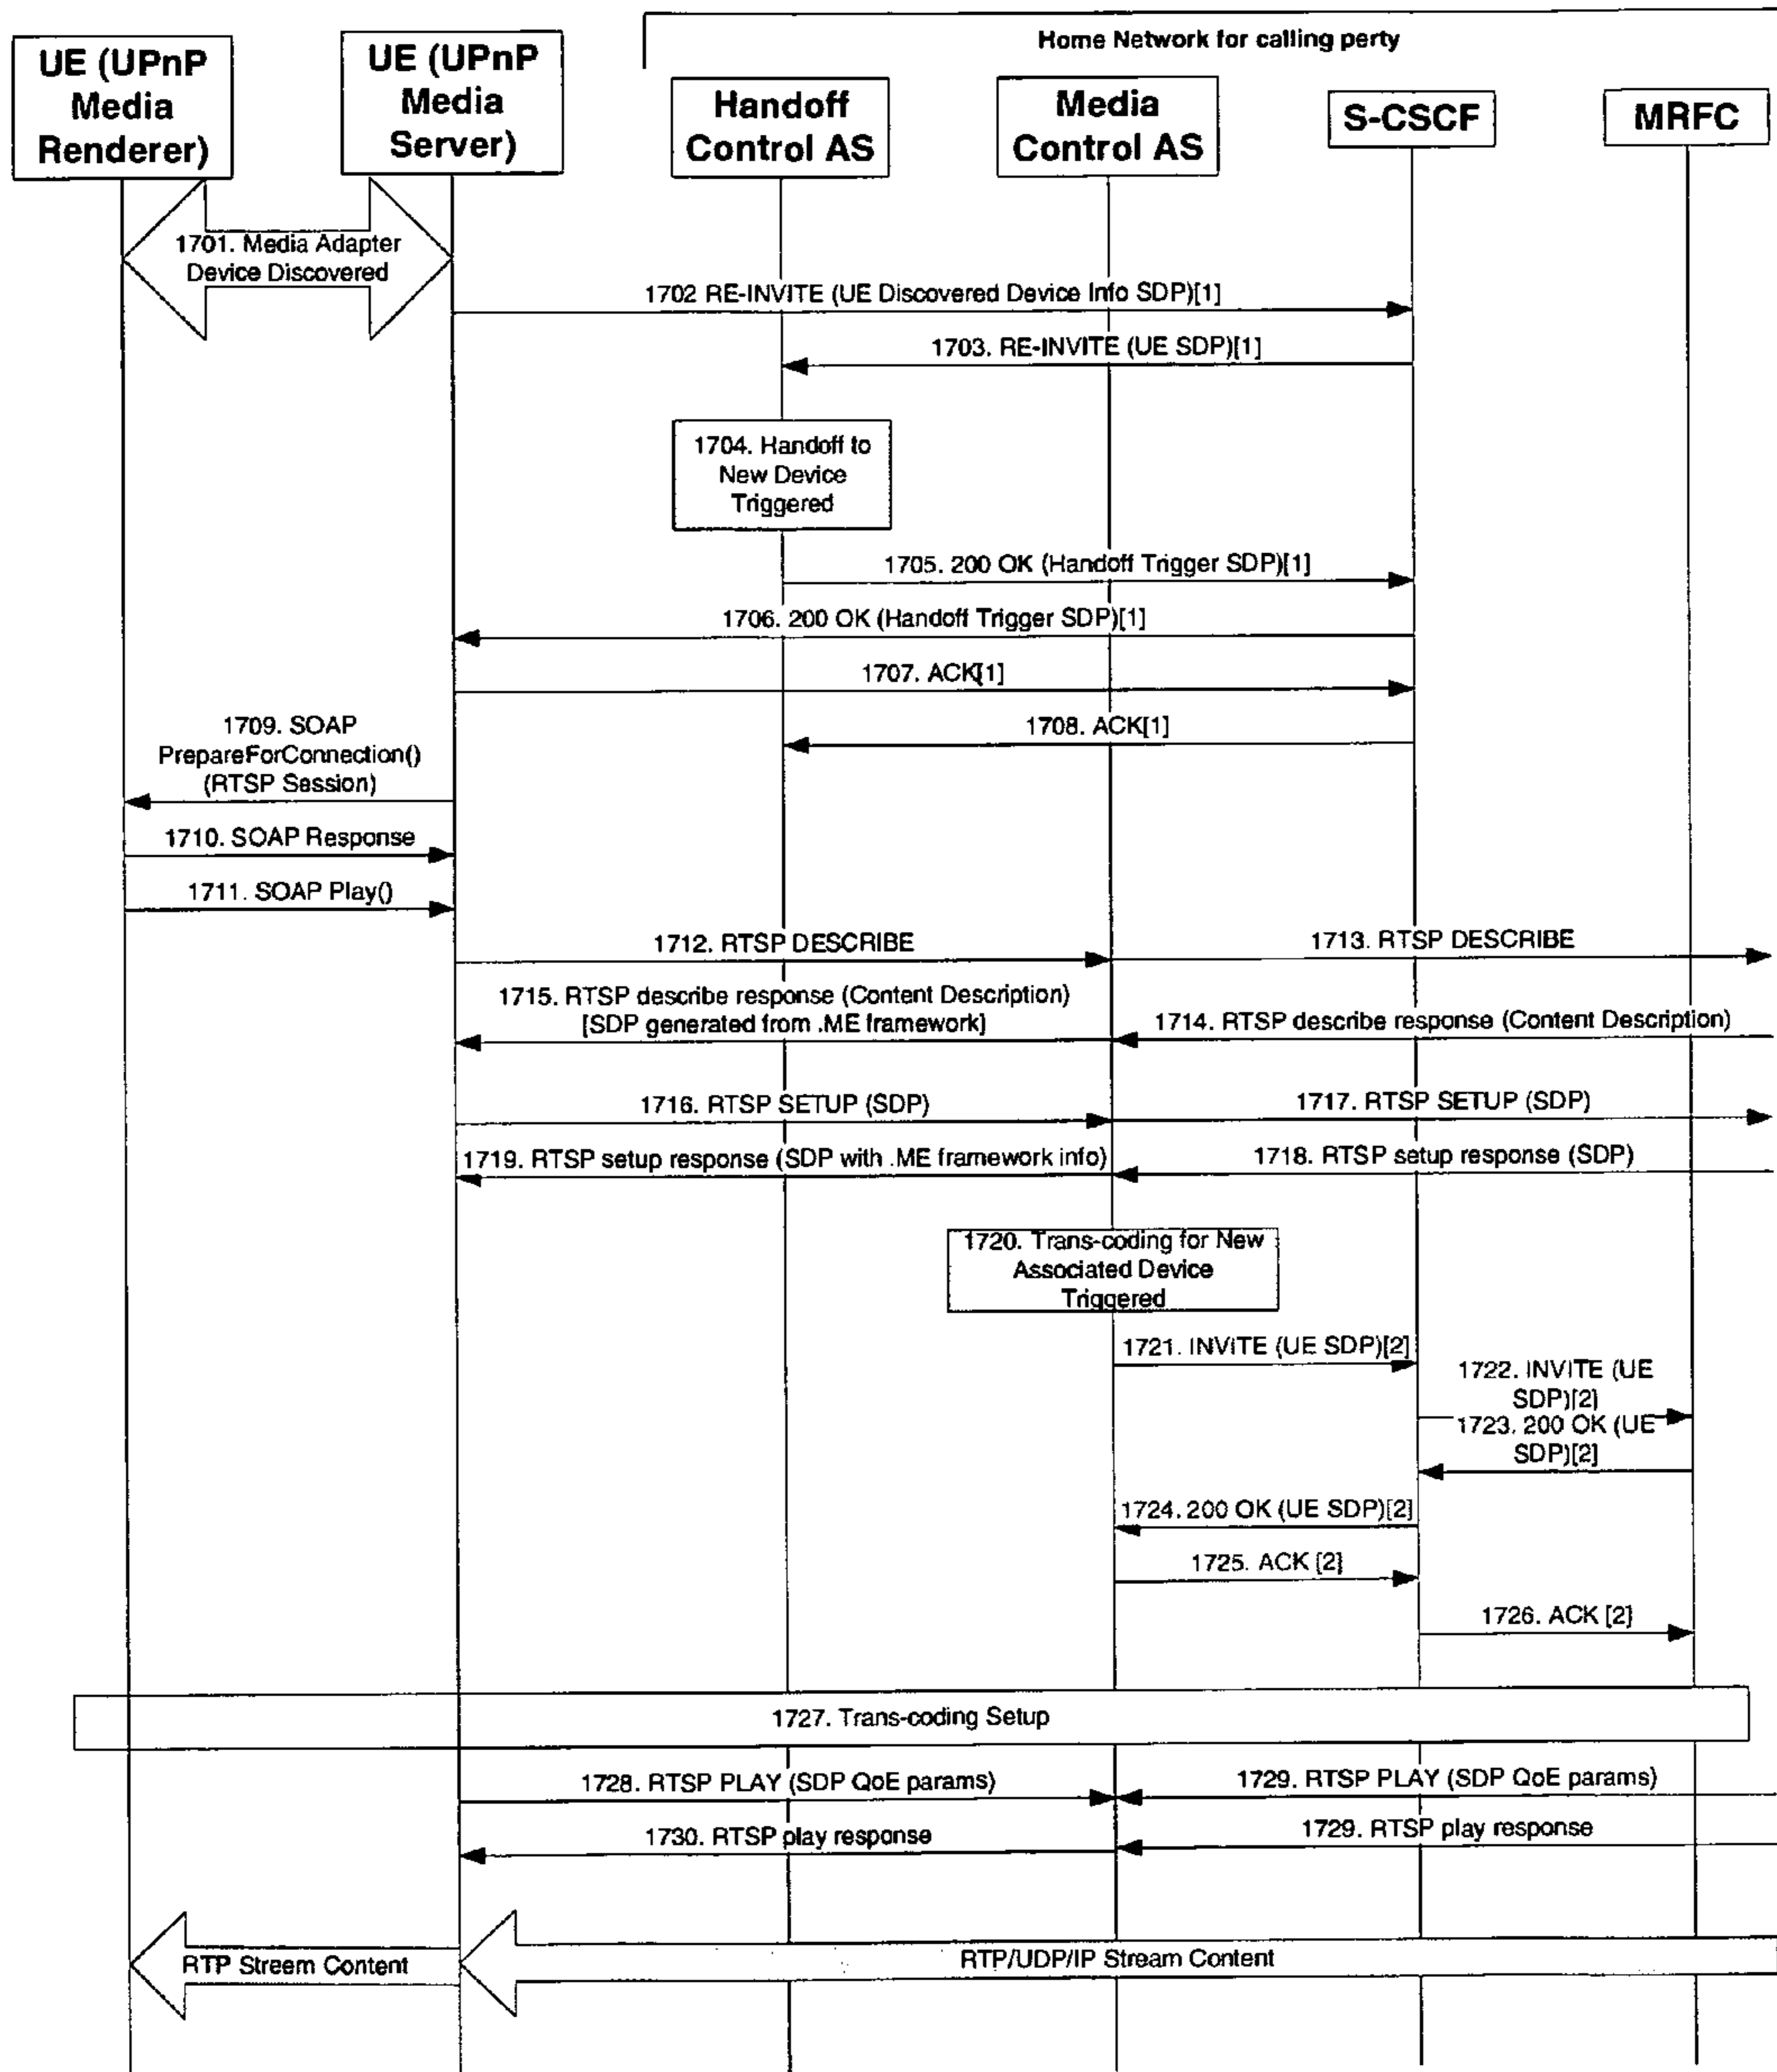 Home Network for calling perty
UE (UPnP
Media
Renderer)
UE (UPnP
Media
Server)
Handoff
Control AS
Media
Control AS
S-CSCF
MRFC
1701. Media Adapter
Device Discovered
1702 RE-INVITE (UE Discovered Device Info SDP)[1]
1703. RE-INVITE (UE SDP)[1]
1704. Handoff to
New Device
Triggered
1705. 200 OK (Handoff Trigger SDP)[1]
1706. 200 OK (Handoff Trigger SDP)[1]
1707. ACK[1]
1708. ACK[1]
1709. SOAP
PrepareForConnection()
(RTSP Session)
1710. SOAP Response
1711. SOAP Play()
1712. RTSP DESCRIBE
1713. RTSP DESCRIBE
1715. RTSP describe response (Content Description)
[SDP generated from .ME framework]
1714. RTSP describe response (Content Description)
1716. RTSP SETUP (SDP)
1717. RTSP SETUP (SDP)
1719. RTSP setup response (SDP with .ME framework info)
1718. RTSP setup response (SDP)
1720. Trans-coding for New
Associated Device
Triggered
1721. INVITE (UE SDP)[2]
1722. INVITE (UE
SDP)[2]
1723. 200 OK (UE
SDP)[2]
1724. 200 OK (UE SDP)[2]
1725. ACK [2]
1726. ACK [2]
1727. Trans-coding Setup
1728. RTSP PLAY (SDP QoE params)
1729. RTSP PLAY (SDP QoE params)
1730. RTSP play response
1729. RTSP play response
RTP Streem Content
RTP/UDP/IP Stream Content